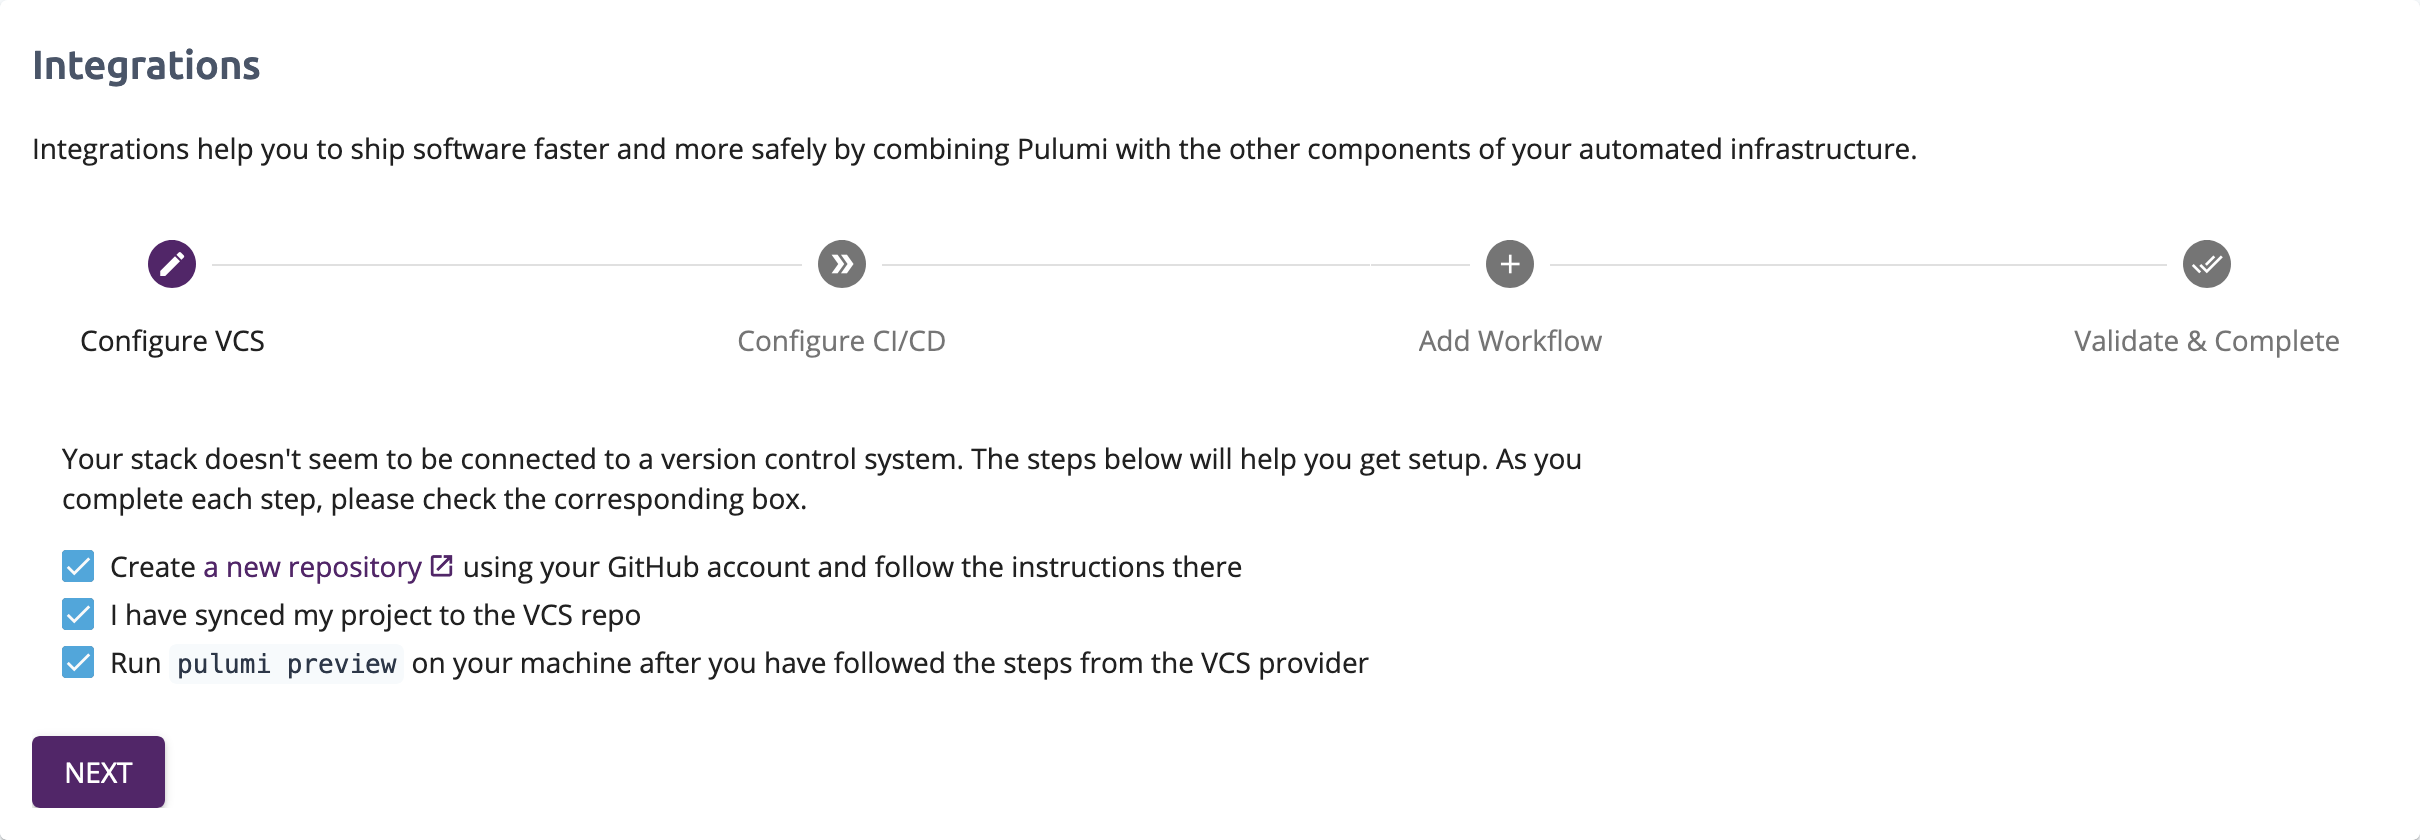 Integrations
Integrations help you to ship software faster and more safely by combining Pulumi with the other components of your automated infrastructure.
Configure VCS
Configure CI/CD
Add Workflow
Validate & Complete
Your stack doesn't seem to be connected to a version control system. The steps below will help you get setup. As you
complete each step, please check the corresponding box.
Create a new repository using your GitHub account and follow the instructions there
I have synced my project to the VCS repo
Run pulumi preview on your machine after you have followed the steps from the VCS provider
NEXT